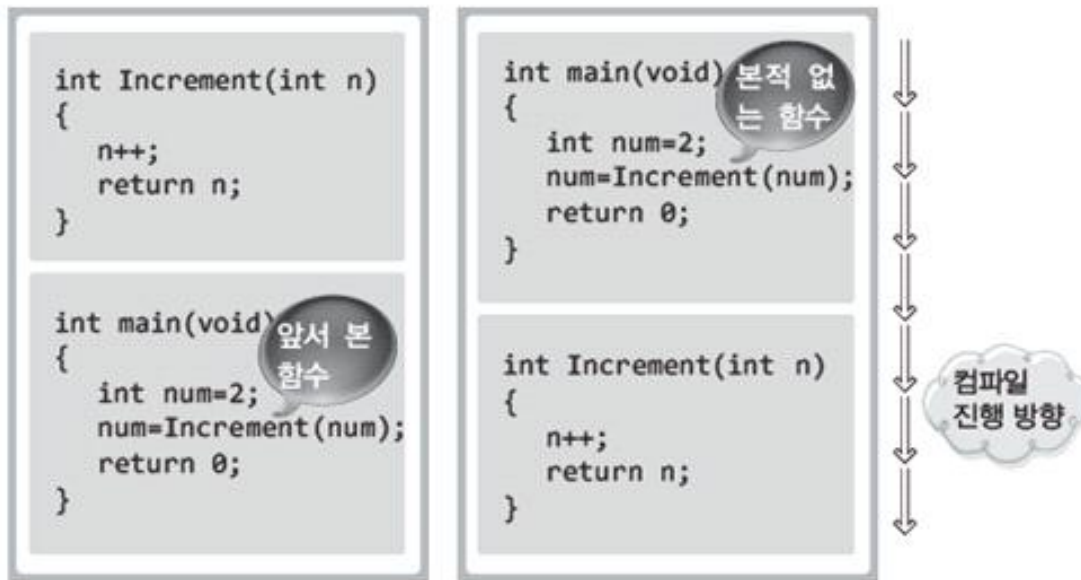 int Increment(int n)
{
n++;
return n;
}
int main(void)
앞서 본
함수
{
int num=2;
num=Increment(num);
return 0;
}
int main(void)
본적 없
는 함수
{
int num=2;
num=Increment(num);
return 0;
}
int Increment(int n)
{
n++;
return n;
}
컴파일
진행 방향